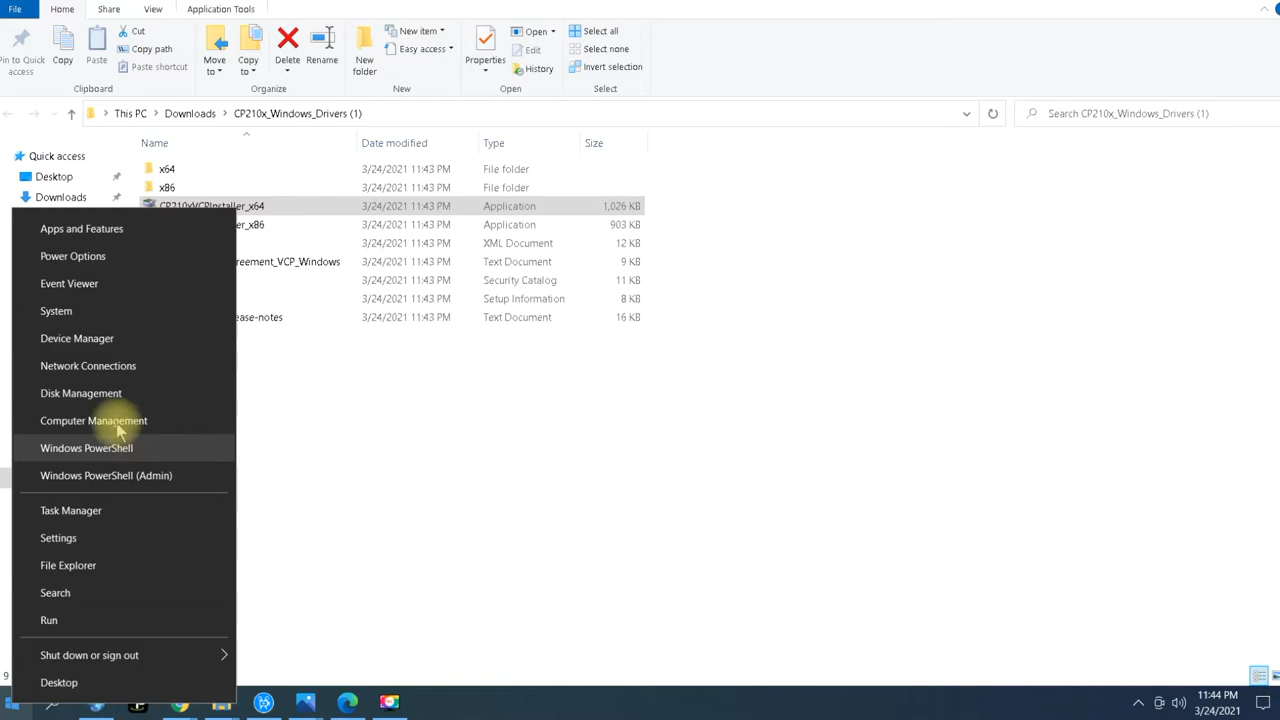 File Home Share View Application Tools
Pin to Quick access
Copy
Paste
Cut
Copy path
Paste shortcut
Clipboard
Move to
Copy to
Delete
Rename
Organize
New folder
New item
Easy access
New
Properties
Open
Edit
History
Open
Select all
Select none
Invert selection
Select
This PC Downloads CP210x_Windows_Drivers (1)
Search CP210x_Windows_Drivers (1)
Name Date modified Type Size
Quick access
Desktop
Downloads
x64 3/24/2021 11:43 PM File folder
x86 3/24/2021 11:43 PM File folder
CP210xVCPInstaller_x64 3/24/2021 11:43 PM Application 1,026 KB
er_x86 3/24/2021 11:43 PM Application 903 KB
3/24/2021 11:43 PM XML Document 12 KB
reement_VCP_Windows 3/24/2021 11:43 PM Text Document 9 KB
3/24/2021 11:43 PM Security Catalog 11 KB
3/24/2021 11:43 PM Setup Information 8 KB
ease-notes 3/24/2021 11:43 PM Text Document 16 KB
Apps and Features
Power Options
Event Viewer
System
Device Manager
Network Connections
Disk Management
Computer Management
Windows PowerShell
Windows PowerShell (Admin)
Task Manager
Settings
File Explorer
Search
Run
Shut down or sign out
Desktop
9
11:44 PM
3/24/2021